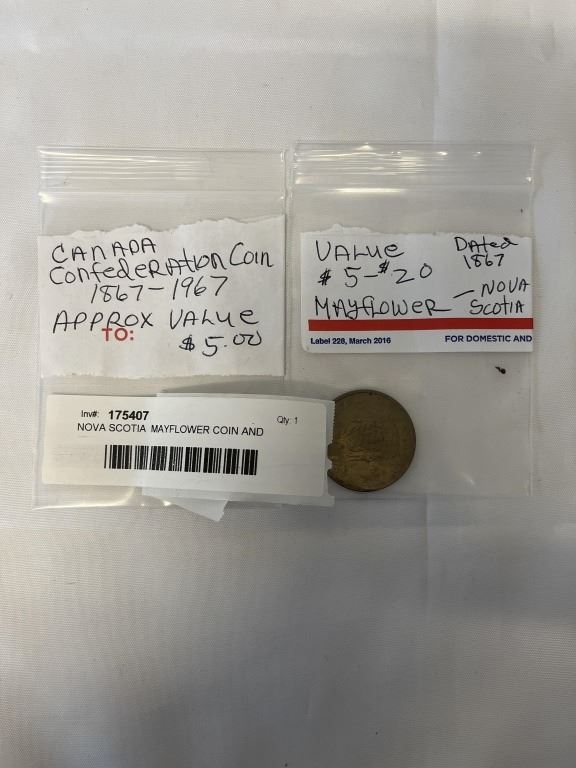 CANADA
Confederation Coin
1867-1967
APPROX VALUE
TO:
$5.00
VALUE
$5-$20
Dated
1867
MAYFLOWER - NOVA
SCOTIA
Label 228, March 2016
FOR DOMESTIC AND
Inv#: 175407
Qty: 1
NOVA SCOTIA MAYFLOWER COIN AND